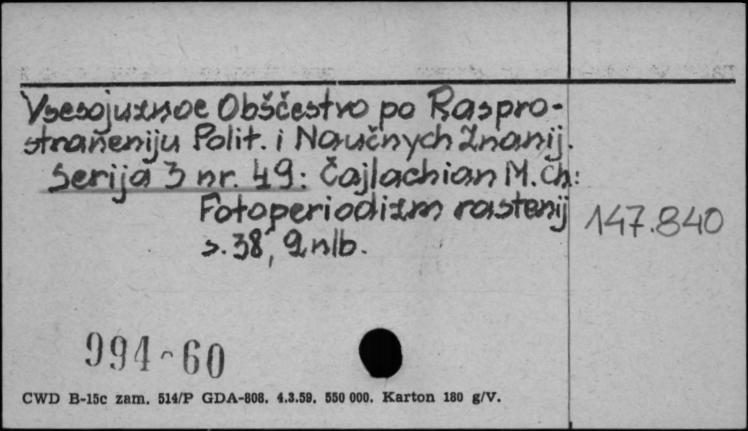 Vsesojuznoe Obščestvo po Raspro-
straneniju Polit. i Naučnych Znanij.
Serija 3 nr. 49: Čajlachian M.Ch:
Fotoperiodizm rastenij
147.840
s. 38, 2 nlb.
994-60
CWD B-15c zam. 514/P GDA-808. 4.3.59. 550 000. Karton 180 g/V.